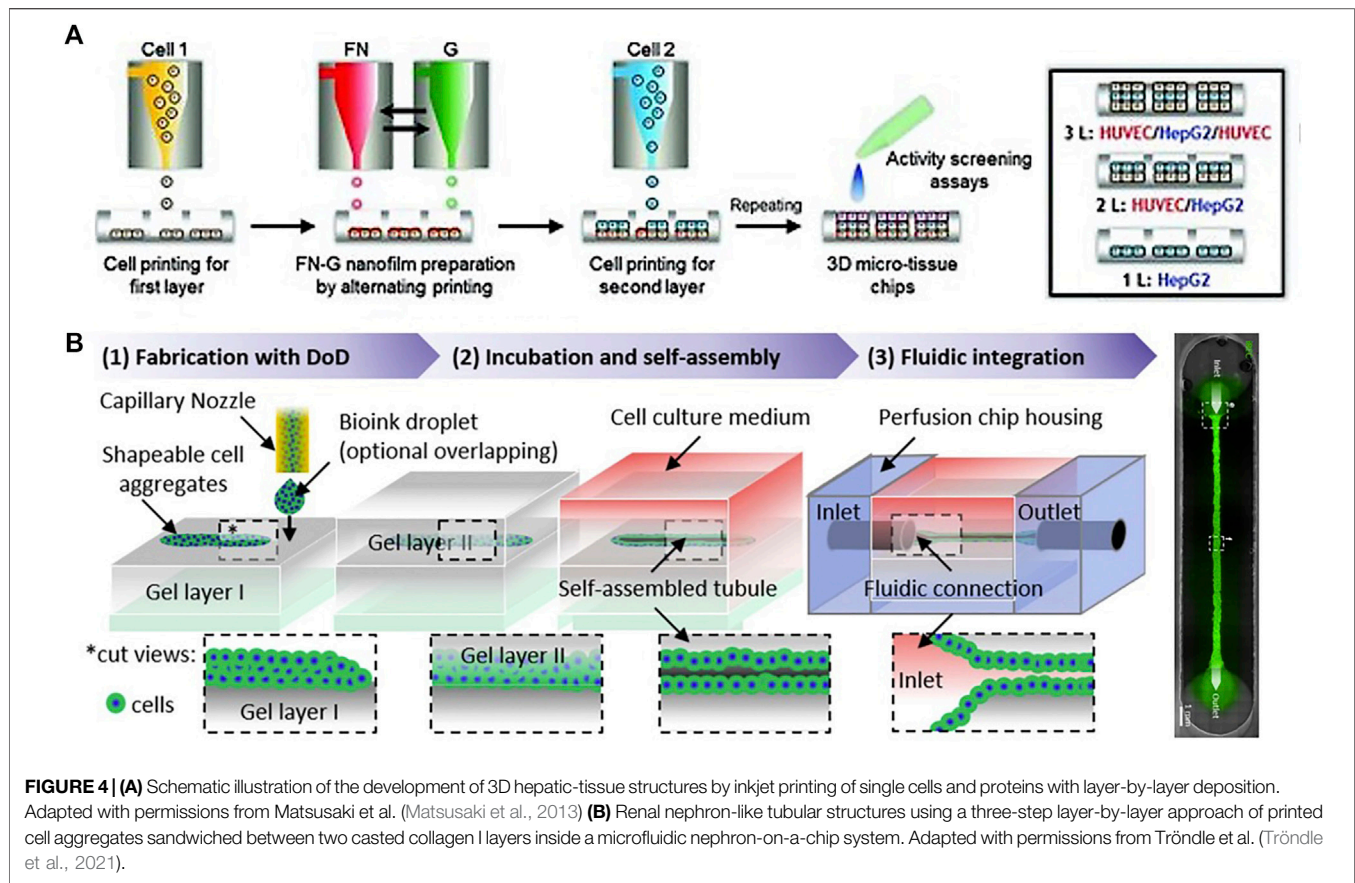 A
Cell 1
FN
G
Cell 2
Cell printing for
first layer
FN-G nanofilm preparation
by alternating printing
Cell printing for
second layer
Repeating
Activity screening
assays
3D micro-tissue
chips
3 L: HUVEC/HepG2/HUVEC
2 L: HUVEC/HepG2
1 L: HepG2
B
(1) Fabrication with DoD
(2) Incubation and self-assembly
(3) Fluidic integration
Capillary Nozzle
Bioink droplet
(optional overlapping)
Shapeable cell
aggregates
*
Gel layer I
Gel layer II
Cell culture medium
Self-assembled tubule
Perfusion chip housing
Inlet
Outlet
Fluidic connection
*cut views:
cells
Gel layer I
Gel layer II
Inlet
Inlet
Outlet
1 mm
FIGURE 4 | (A) Schematic illustration of the development of 3D hepatic-tissue structures by inkjet printing of single cells and proteins with layer-by-layer deposition.
Adapted with permissions from Matsusaki et al. (Matsusaki et al., 2013) (B) Renal nephron-like tubular structures using a three-step layer-by-layer approach of printed
cell aggregates sandwiched between two casted collagen I layers inside a microfluidic nephron-on-a-chip system. Adapted with permissions from Tröndle et al. (Tröndle
et al., 2021).